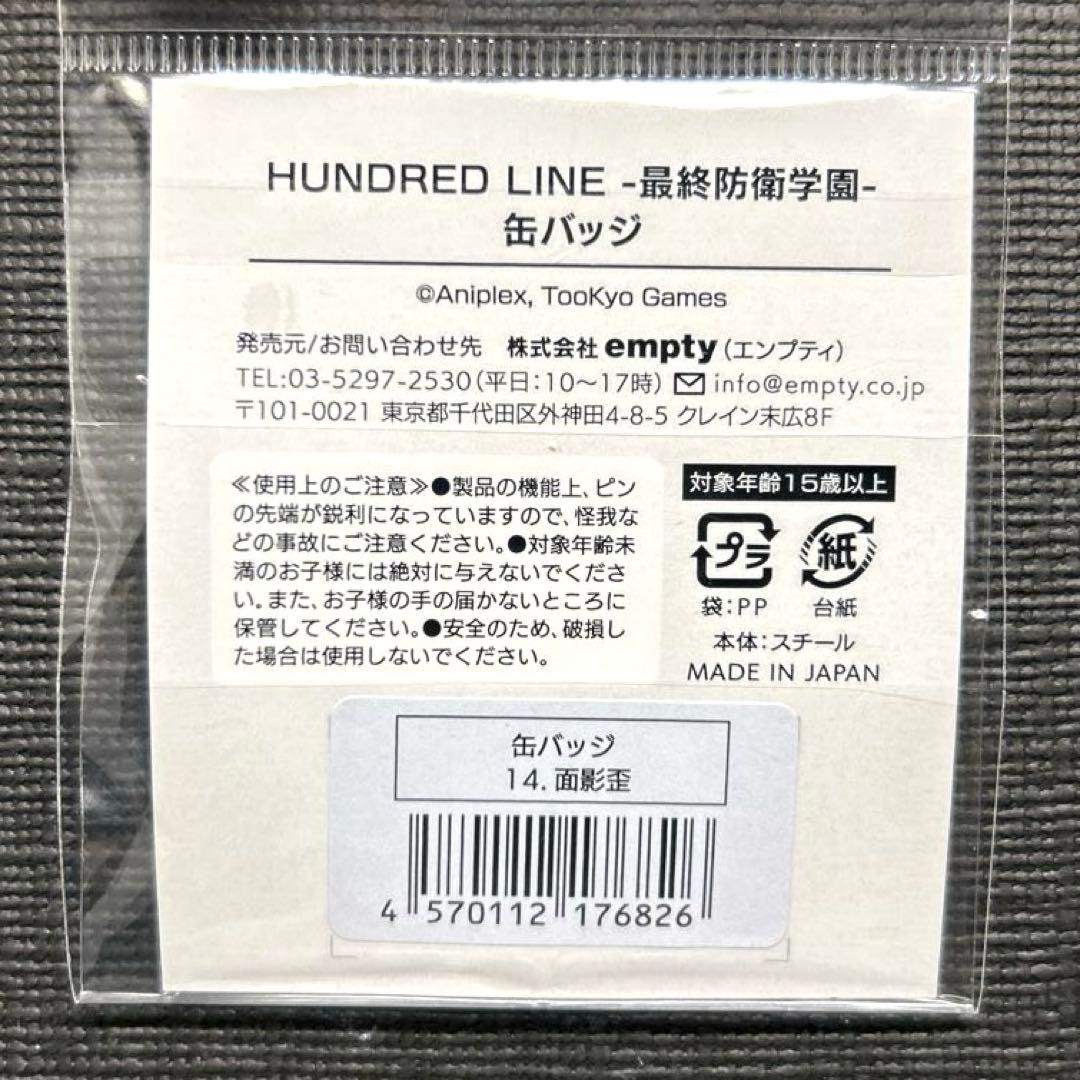 HUNDRED LINE -最終防衛学園-
缶バッジ
©Aniplex, TooKyo Games
発売元/お問い合わせ先 株式会社empty(エンプティ)
TEL:03-5297-2530(平日:10〜17時) info@empty.co.jp
〒101-0021 東京都千代田区外神田4-8-5 クレイン末広8F
≪使用上のご注意≫●製品の機能上、ピン
の先端が鋭利になっていますので、怪我な
どの事故にご注意ください。●対象年齢未
満のお子様には絶対に与えないでくださ
い。また、お子様の手の届かないところに
保管してください。●安全のため、破損し
た場合は使用しないでください。
対象年齢15歳以上
プラ 紙
袋:PP 台紙
本体:スチール
MADE IN JAPAN
缶バッジ
14. 面影歪
4 570112 176826